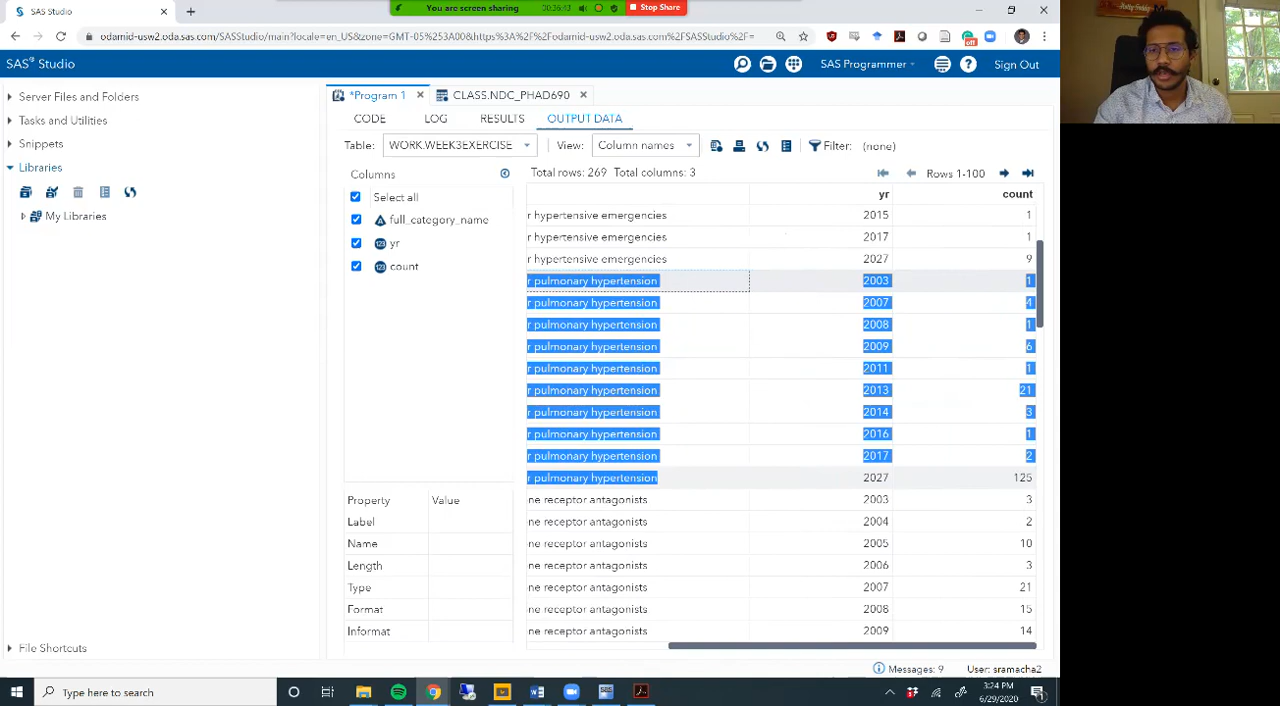 SAS Studio
You are screen sharing
00:26:43
Stop Share
odamid-usw2.oda.sas.com/SASStudio/main?locale=en_US&zone=GMT-05%253A00&https%3A%2F%2Fodamid-usw2.oda.sas.com%2FSASStudio%2F=
off
SAS® Studio
SAS Programmer
Sign Out
Server Files and Folders
Tasks and Utilities
Snippets
Libraries
My Libraries
File Shortcuts
*Program 1
CLASS.NDC_PHAD690
CODE LOG RESULTS OUTPUT DATA
Table: WORK.WEEK3EXERCISE View: Column names Filter: (none)
Columns
Total rows: 269 Total columns: 3 Rows 1-100
Select all
full_category_name
yr
count
Property Value
Label
Name
Length
Type
Format
Informat
yr count
r hypertensive emergencies 2015 1
r hypertensive emergencies 2017 1
r hypertensive emergencies 2027 9
r pulmonary hypertension 2003 1
r pulmonary hypertension 2007 4
r pulmonary hypertension 2008 1
r pulmonary hypertension 2009 6
r pulmonary hypertension 2011 1
r pulmonary hypertension 2013 21
r pulmonary hypertension 2014 3
r pulmonary hypertension 2016 1
r pulmonary hypertension 2017 2
r pulmonary hypertension 2027 125
ne receptor antagonists 2003 3
ne receptor antagonists 2004 2
ne receptor antagonists 2005 10
ne receptor antagonists 2006 3
ne receptor antagonists 2007 21
ne receptor antagonists 2008 15
ne receptor antagonists 2009 14
Messages: 9 User: sramacha2
Type here to search
3:24 PM
6/29/2020